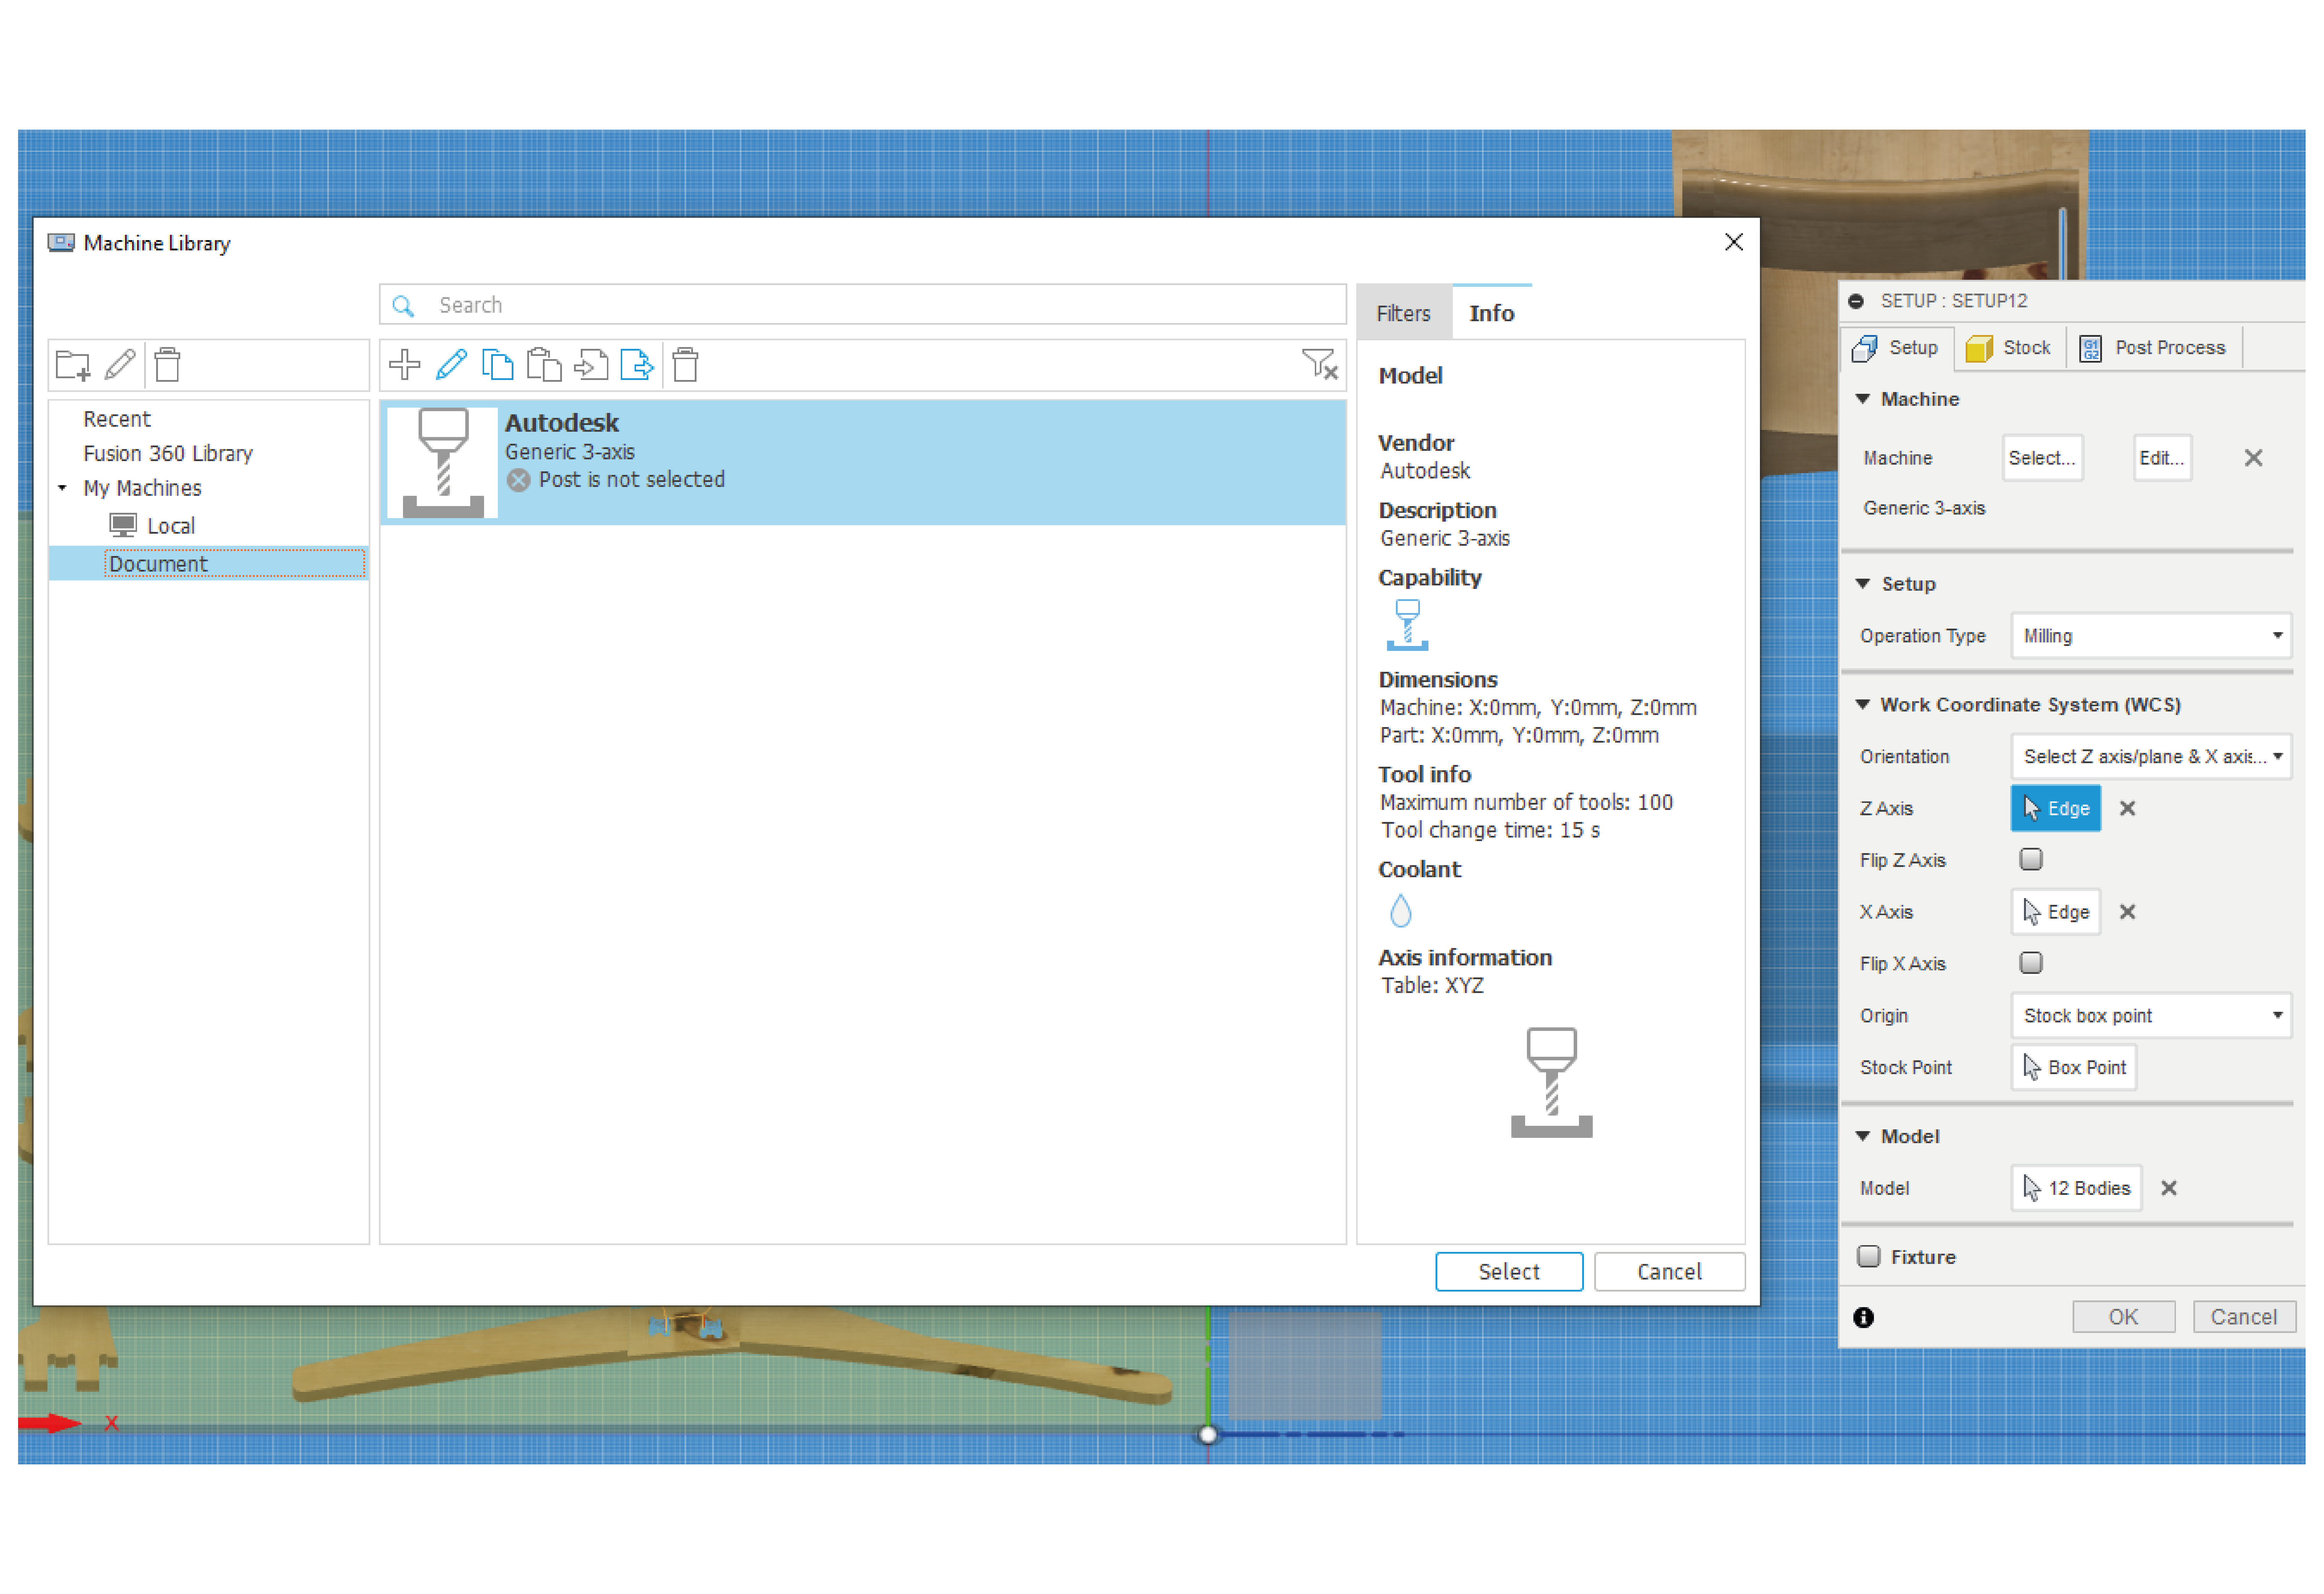 Machine Library
Search
Filters
Info
Recent
Fusion 360 Library
My Machines
Local
Document
Autodesk
Generic 3-axis
Post is not selected
Model
Vendor
Autodesk
Description
Generic 3-axis
Capability
Dimensions
Machine: X:0mm, Y:0mm, Z:0mm
Part: X:0mm, Y:0mm, Z:0mm
Tool info
Maximum number of tools: 100
Tool change time: 15 s
Coolant
Axis information
Table: XYZ
Select
Cancel
SETUP : SETUP12
Setup
Stock
G1
G2
Post Process
Machine
Machine
Select...
Edit...
Generic 3-axis
Setup
Operation Type
Milling
Work Coordinate System (WCS)
Orientation
Select Z axis/plane & X axis...
Z Axis
Edge
Flip Z Axis
X Axis
Edge
Flip X Axis
Origin
Stock box point
Stock Point
Box Point
Model
Model
12 Bodies
Fixture
OK
Cancel
X